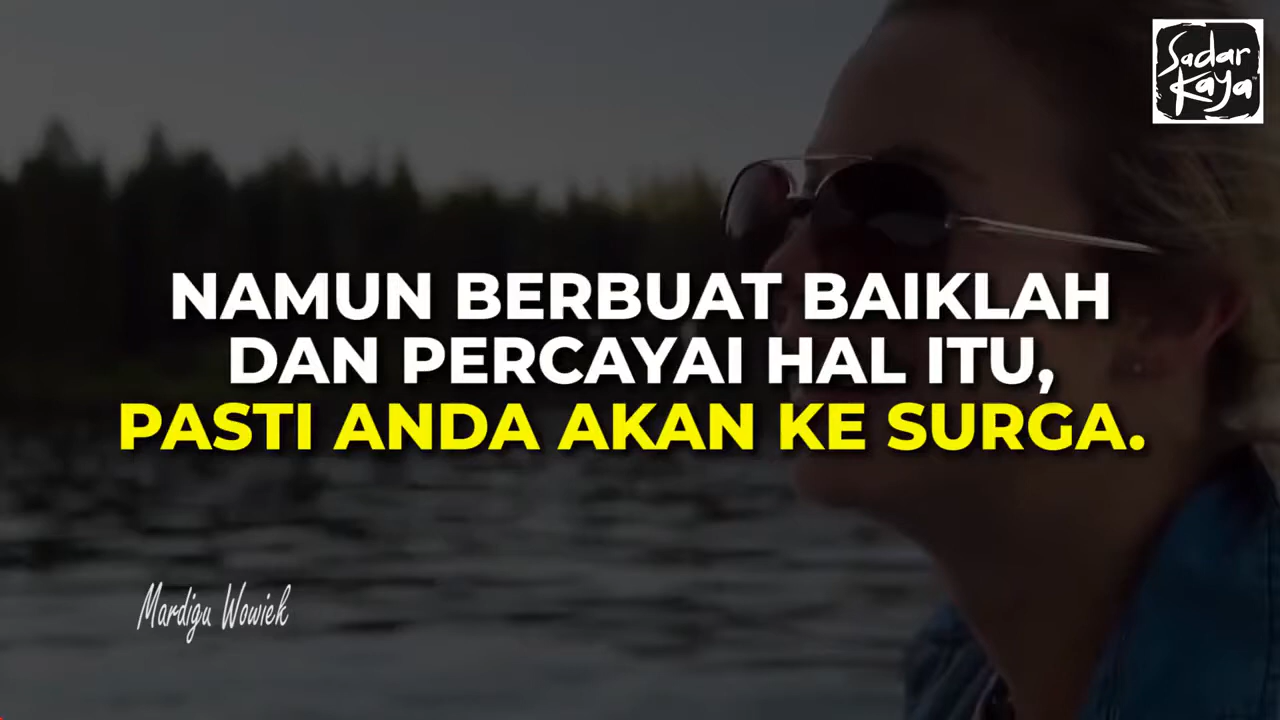 Sadar
Kaya
NAMUN BERBUAT BAIKLAH
DAN PERCAYAI HAL ITU,
PASTI ANDA AKAN KE SURGA.
Mardigu Wowiek